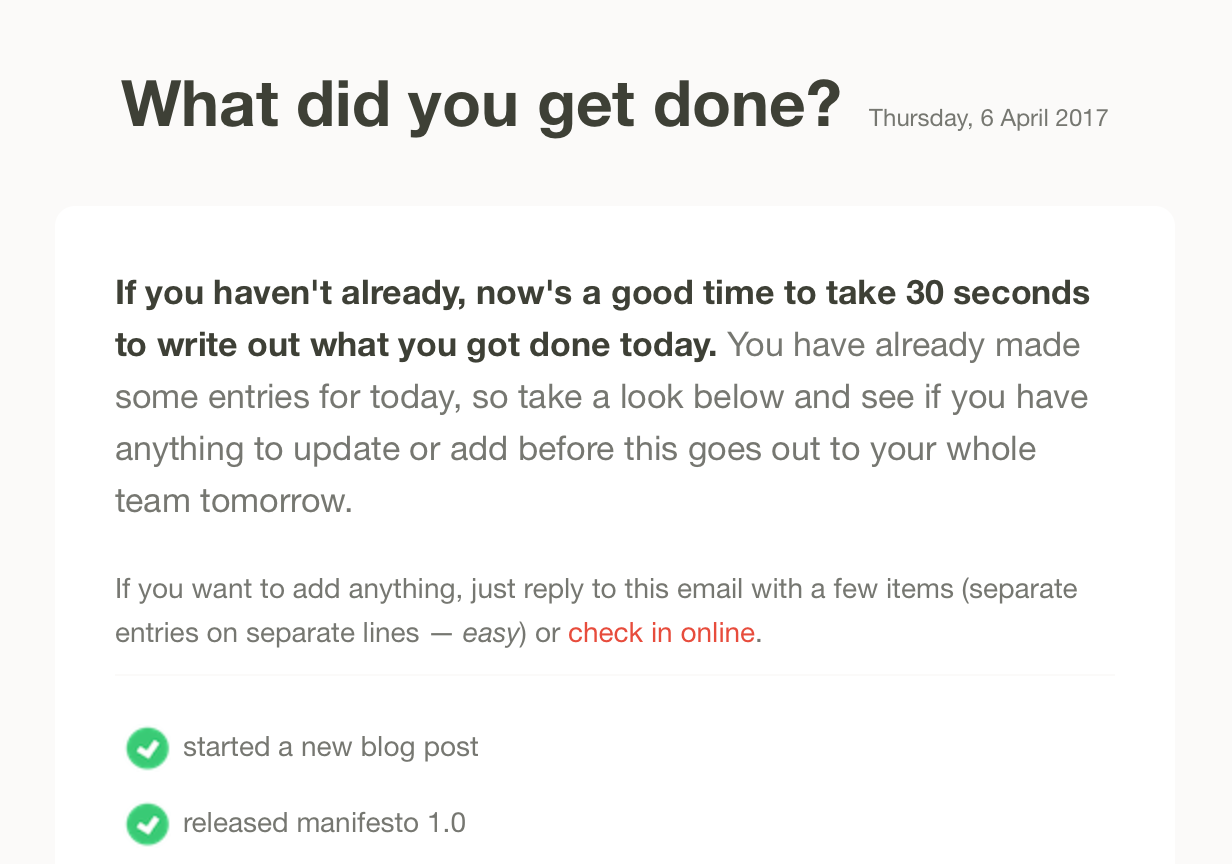 What did you get done? Thursday, 6 April 2017
If you haven't already, now's a good time to take 30 seconds
to write out what you got done today. You have already made
some entries for today, so take a look below and see if you have
anything to update or add before this goes out to your whole
team tomorrow.
If you want to add anything, just reply to this email with a few items (separate
entries on separate lines — easy) or check in online.
started a new blog post
released manifesto 1.0